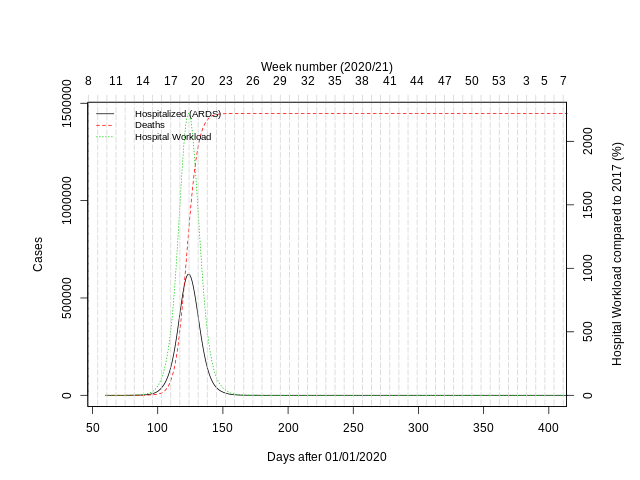 Week number (2020/21)
8 11 14 17 20 23 26 29 32 35 38 41 44 47 50 53 3 5 7
Hospitalized (ARDS)
Deaths
Hospital Workload
Cases
0 500000 1000000 1500000
Hospital Workload compared to 2017 (%)
0 500 1000 1500 2000
50 100 150 200 250 300 350 400
Days after 01/01/2020